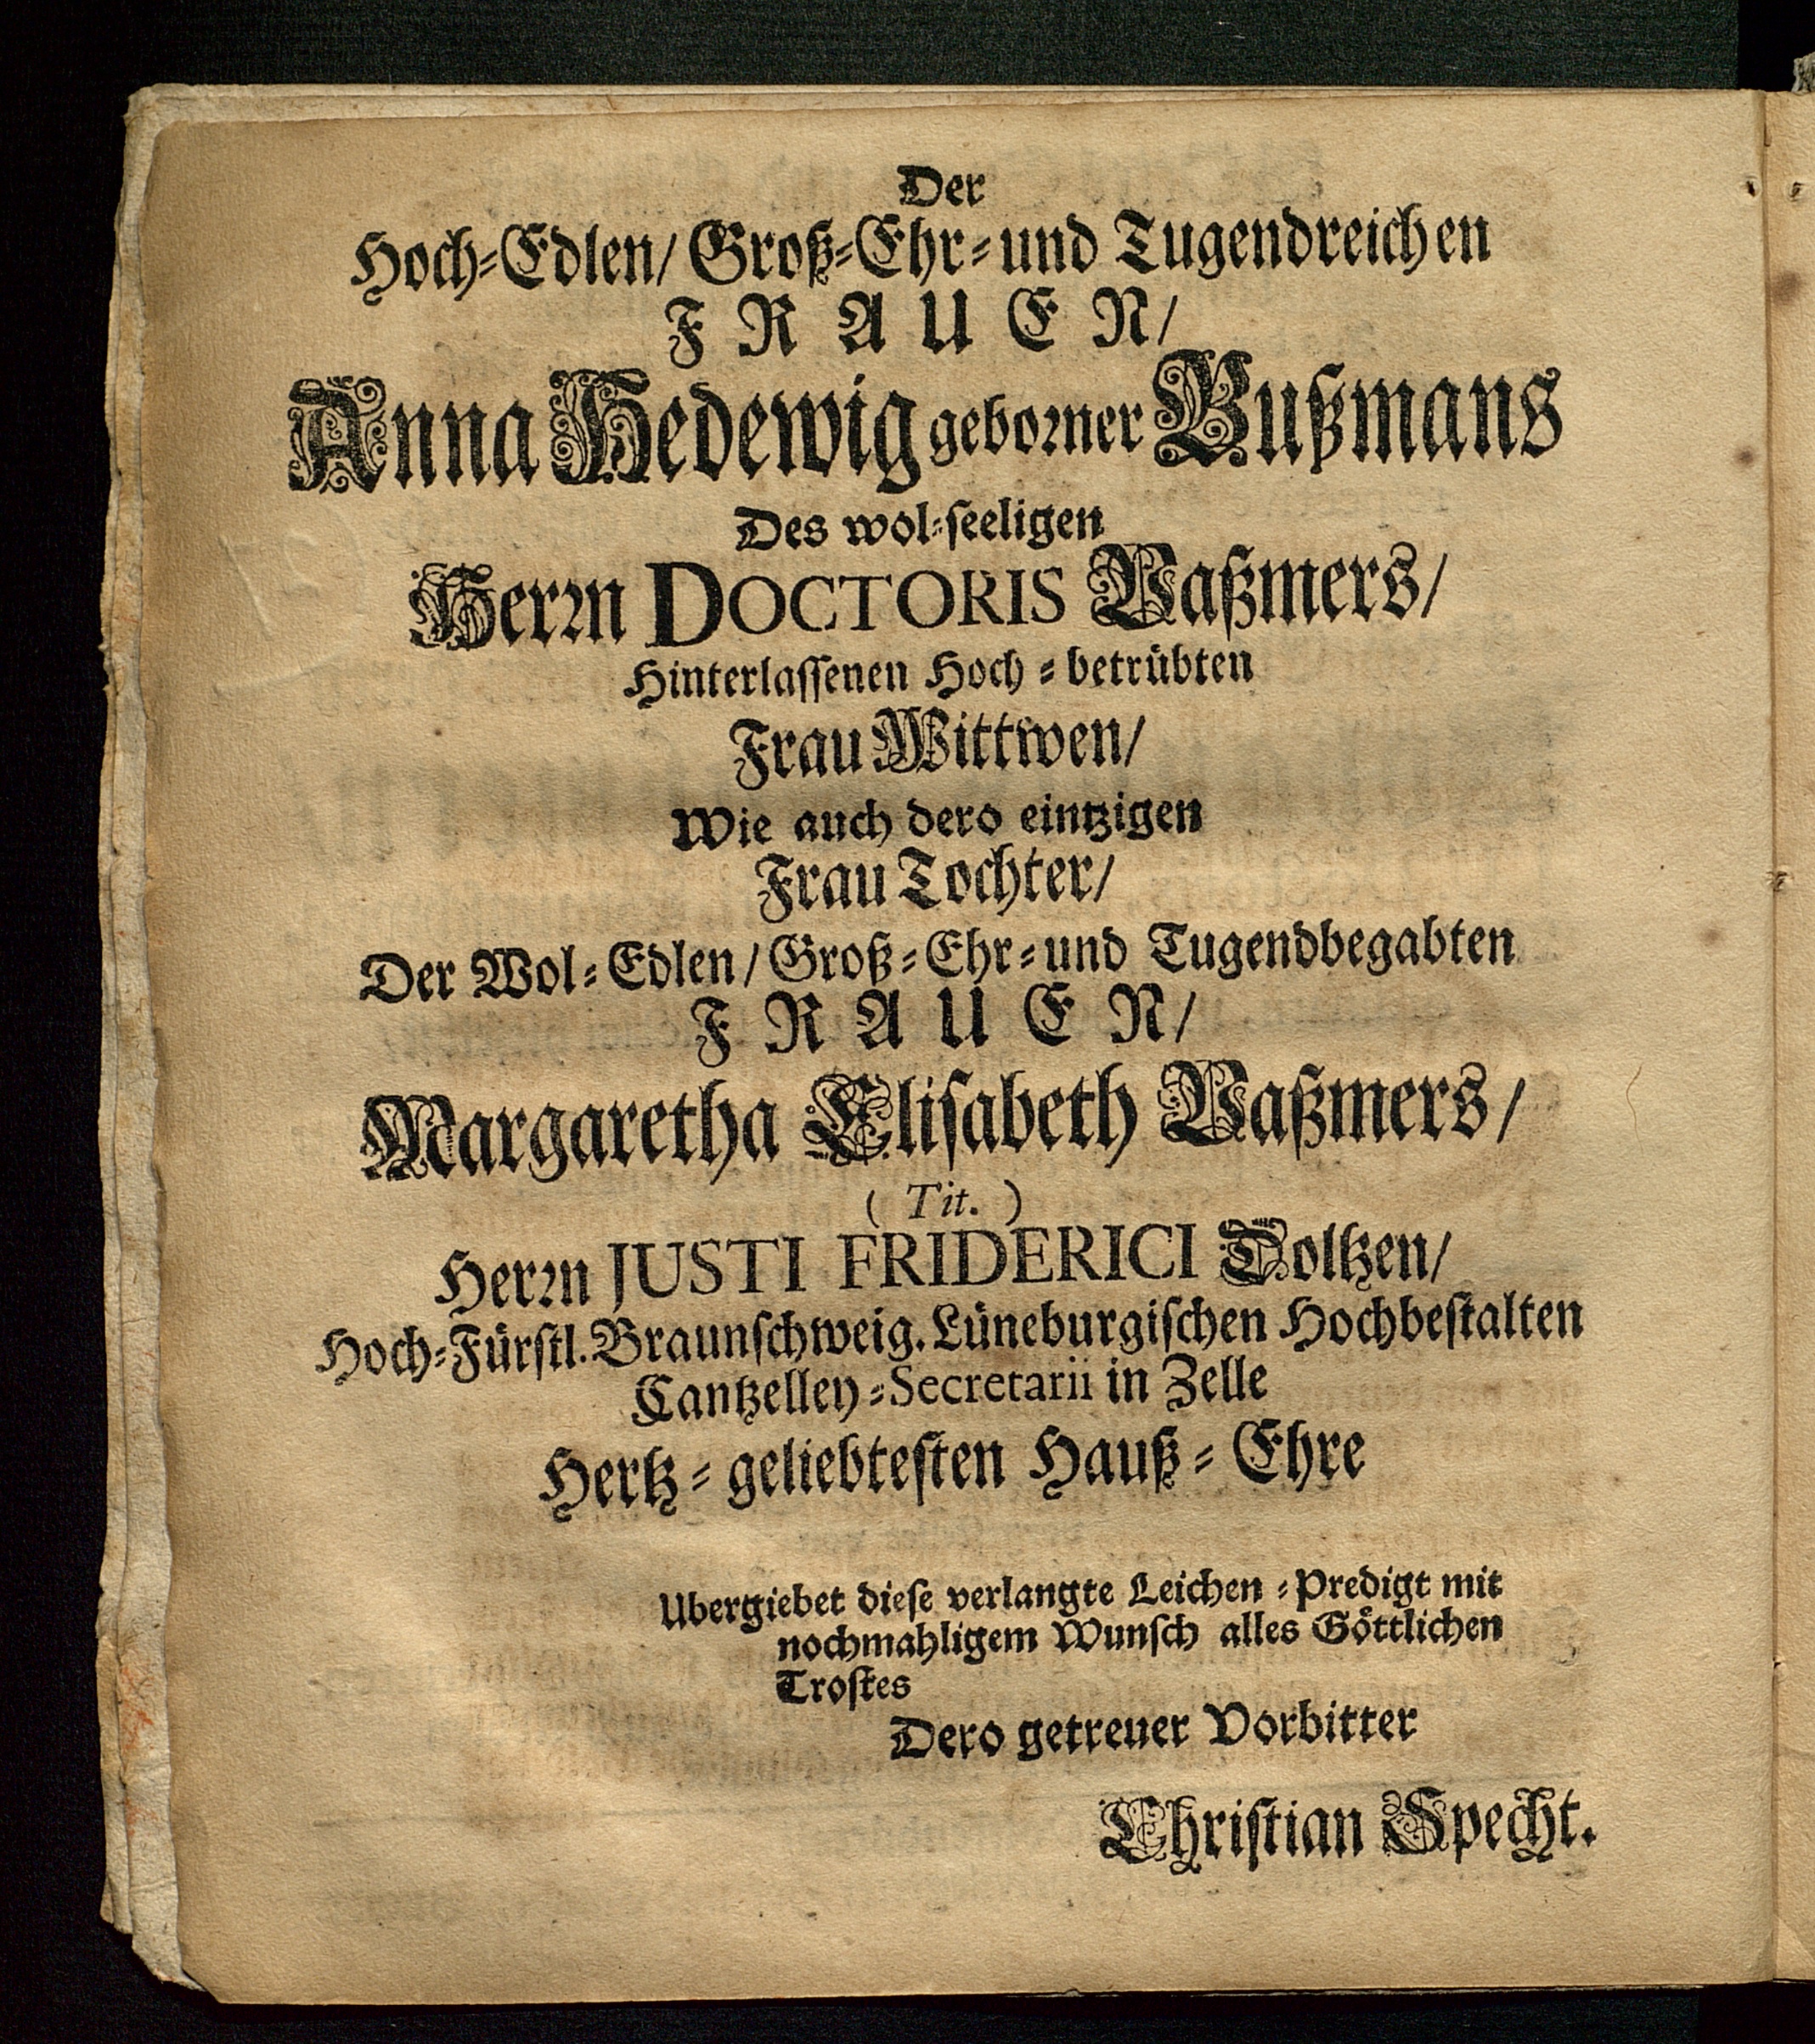 Der
Hoch-Edlen/ Groß-Ehr-und Tugendreichen
FRAUEN/
Anna Hedewig geborner Bußmans
Des wol-ſeeligen
Herrn DOCTORIS Paßmers/
Hinterlaſſenen Hoch-betrübten
Frau Wittwen/
Wie auch dero eintzigen
Frau Tochter/
Der Wol-Edlen/ Groß-Ehr-und Tugendbegabten
FRAUEN/
Margaretha Eliſabeth Paßmers/
( Tit. )
Herrn JUSTI FRIDERICI Toltzen/
Hoch-Fürſtl. Braunſchweig. Lüneburgiſchen Hochbeſtalten
Cantzelley-Secretarii in Zelle
Hertz-geliebteſten Hauß-Ehre
Ubergiebet dieſe verlangte Leichen-Predigt mit
nochmahligem Wunſch alles Göttlichen
Troſtes
Dero getreuer Vorbitter
Chriſtian Specht.